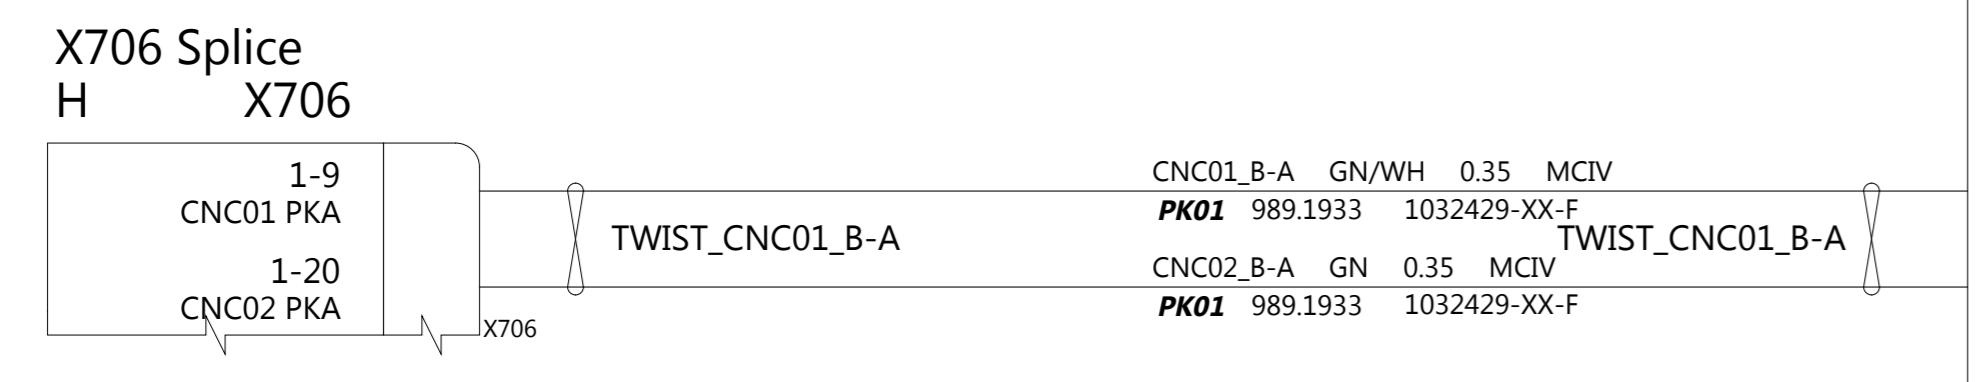 X706 Splice
H X706
1-9
CNC01 PKA
1-20
CNC02 PKA
X706
TWIST_CNC01_B-A
CNC01_B-A GN/WH 0.35 MCIV
PK01 989.1933 1032429-XX-F
TWIST_CNC01_B-A
CNC02_B-A GN 0.35 MCIV
PK01 989.1933 1032429-XX-F